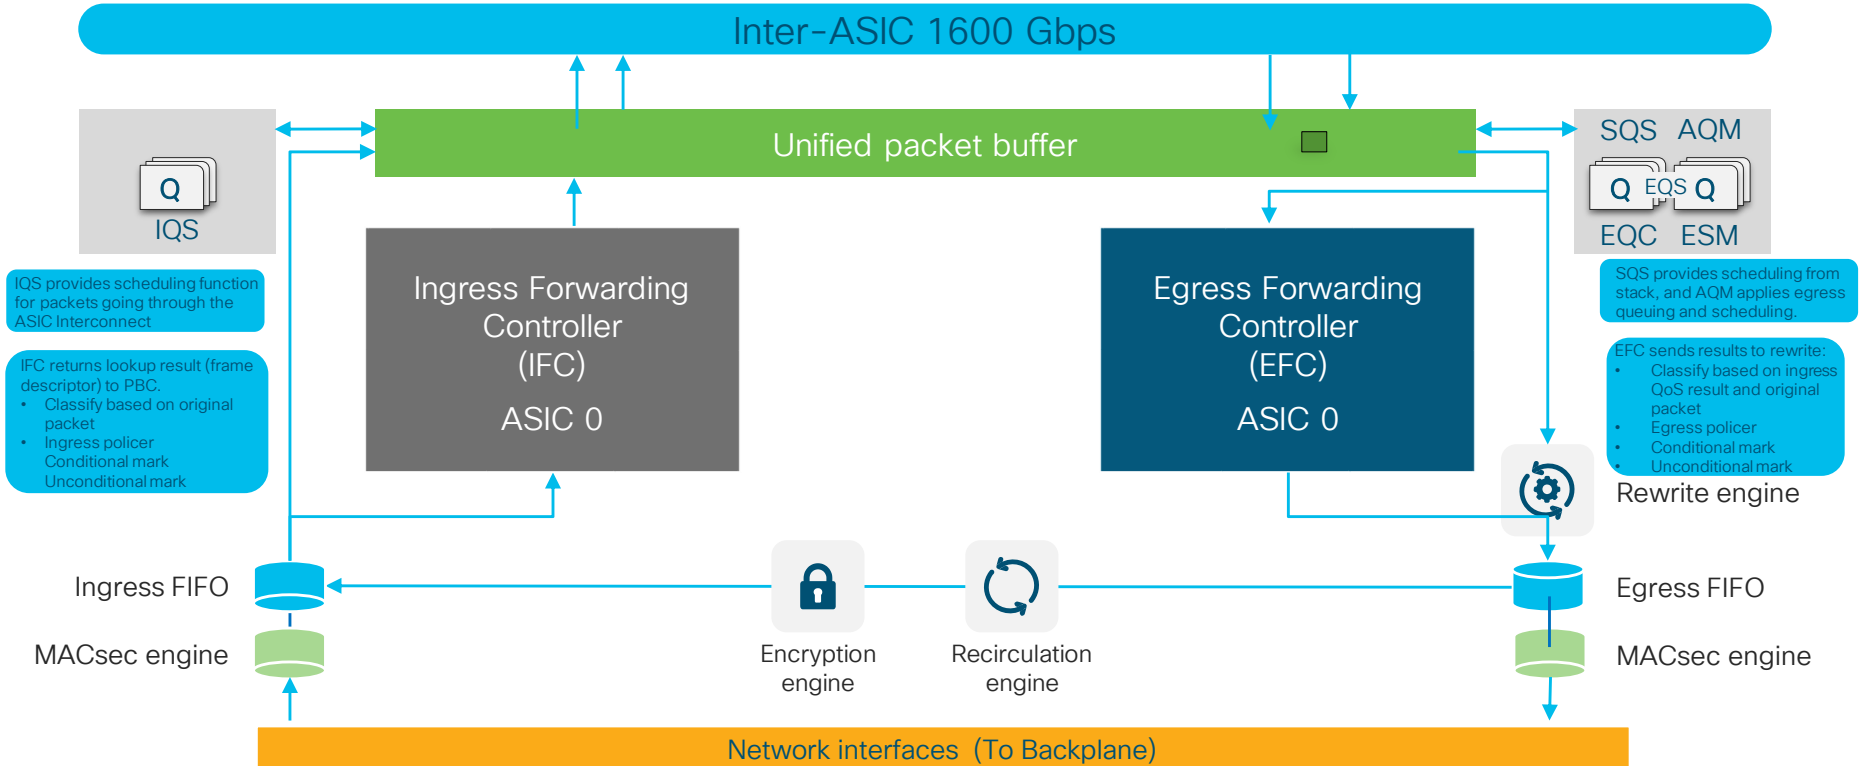 Inter-ASIC 1600 Gbps
Unified packet buffer
Q
IQS
IQS provides scheduling function
for packets going through the
ASIC Interconnect
IFC returns lookup result (frame
descriptor) to PBC.
• Classify based on original
packet
• Ingress policer
Conditional mark
Unconditional mark
Ingress Forwarding
Controller
(IFC)
ASIC 0
Egress Forwarding
Controller
(EFC)
ASIC 0
SQS AQM
Q EQS Q
EQC ESM
SQS provides scheduling from
stack, and AQM applies egress
queuing and scheduling.
EFC sends results to rewrite:
• Classify based on ingress
QoS result and original
packet
• Egress policer
• Conditional mark
• Unconditional mark
Rewrite engine
Ingress FIFO
Egress FIFO
MACsec engine
Encryption
engine
Recirculation
engine
MACsec engine
Network interfaces (To Backplane)